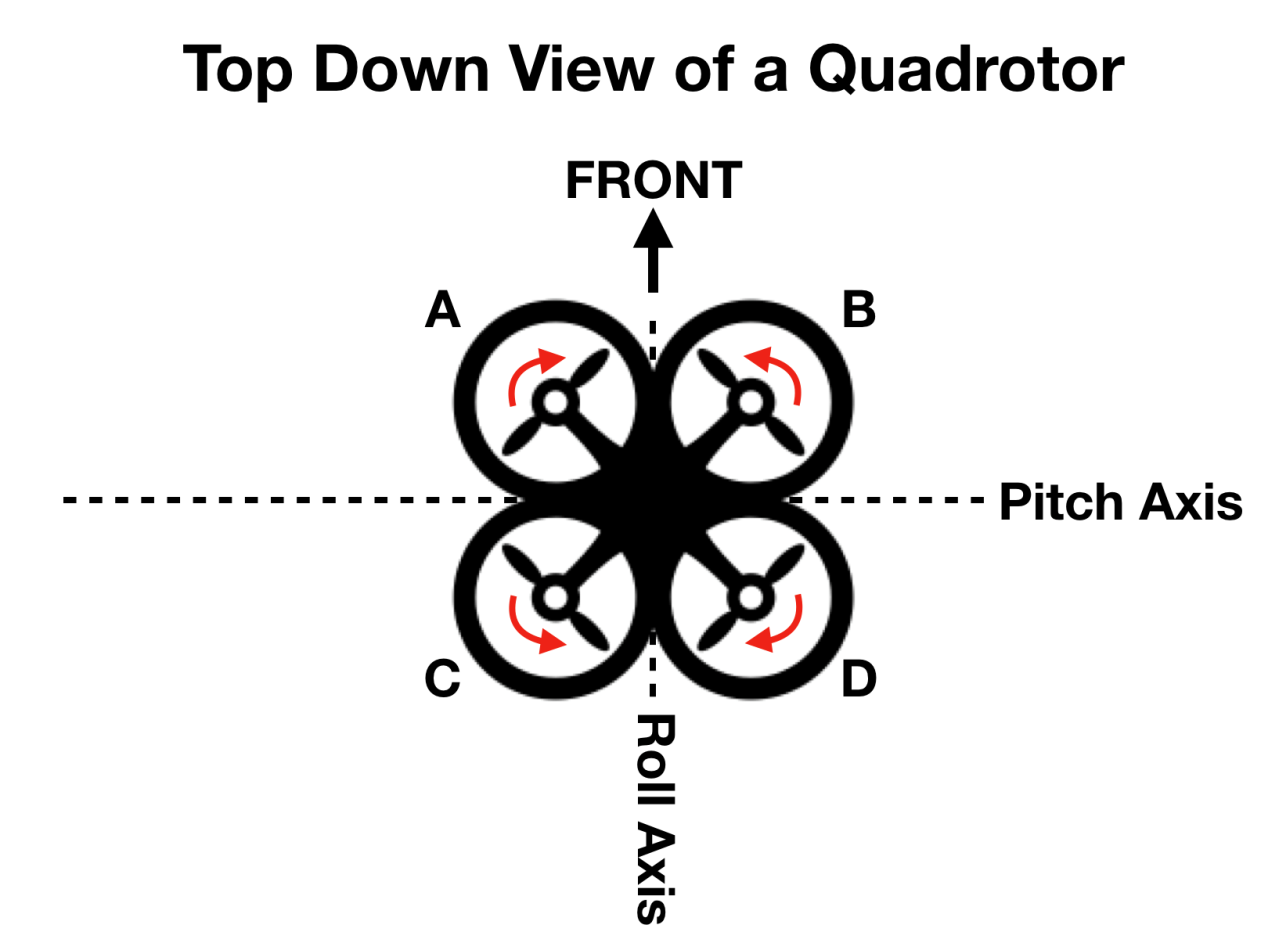 Top Down View of a Quadrotor
FRONT
A
B
Pitch Axis
C
D
Roll Axis